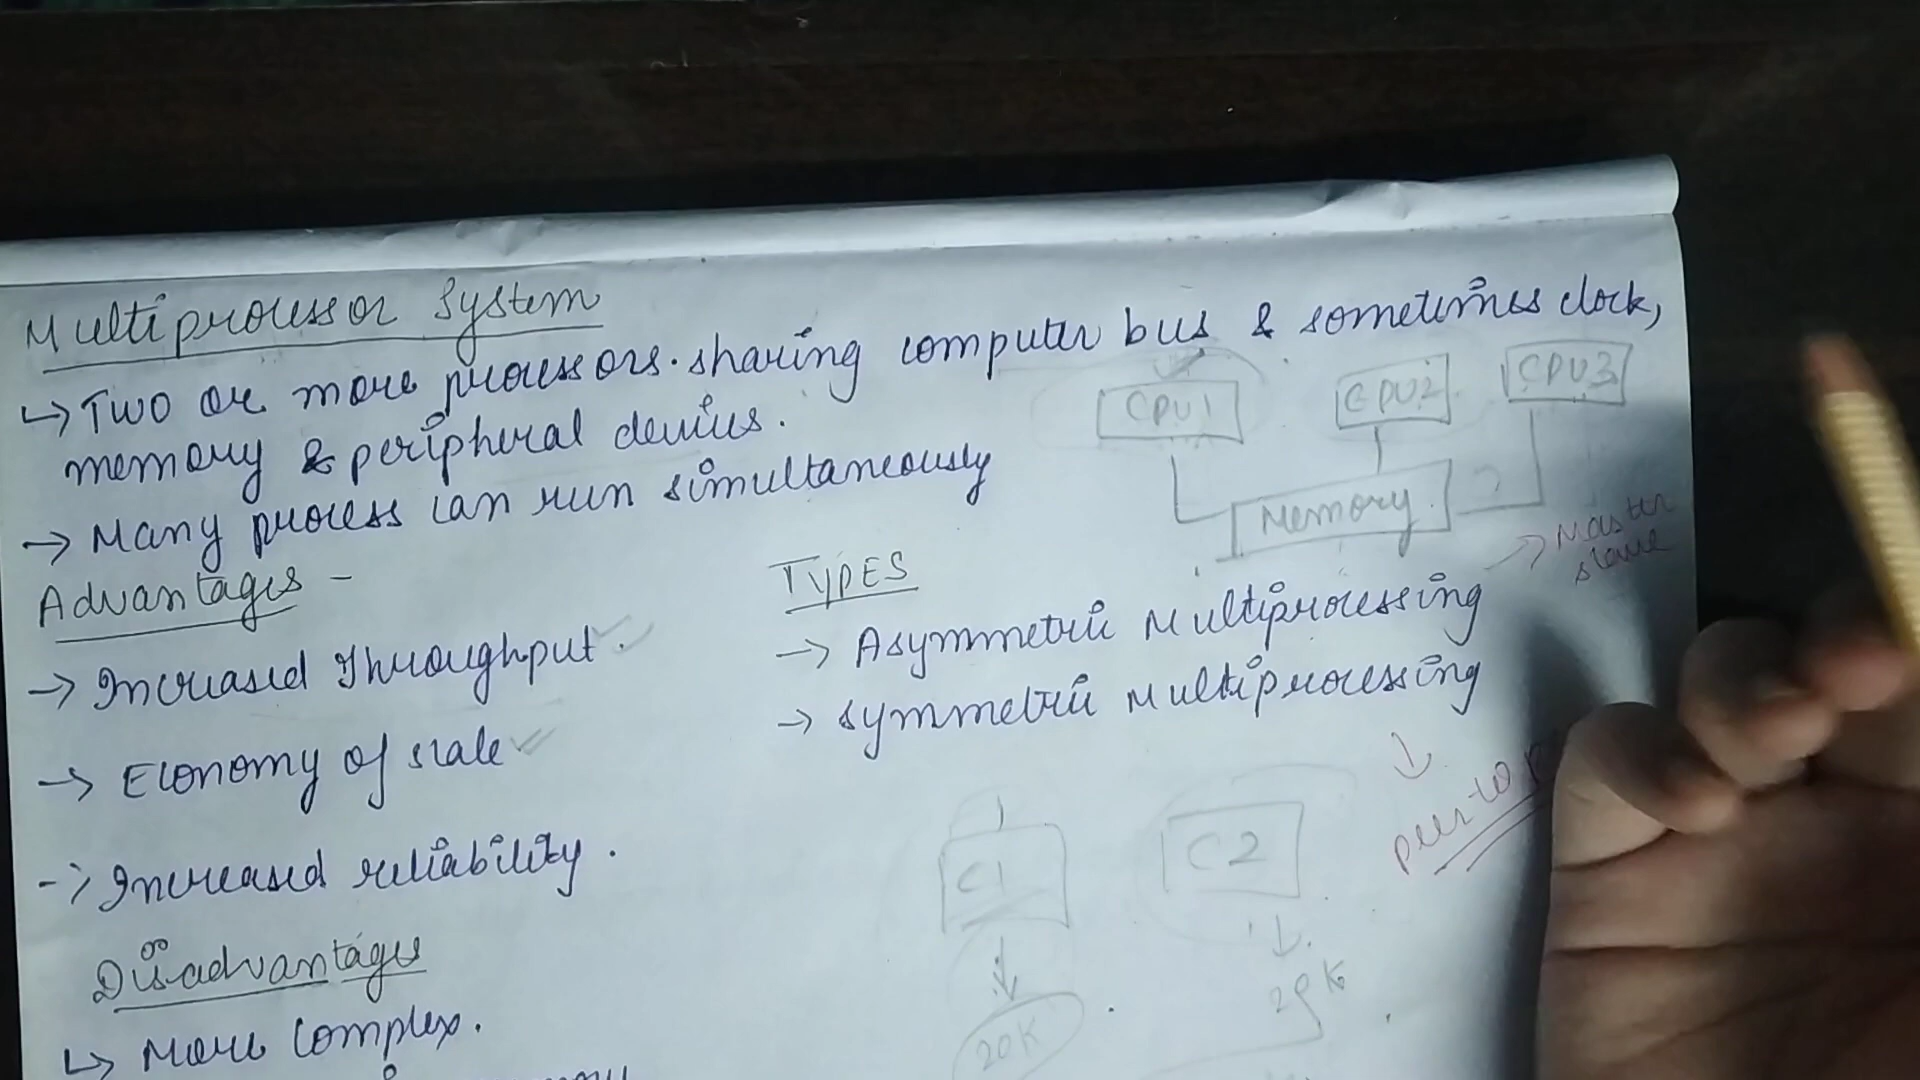 Multiprocessor System
↳ Two or more processors. sharing computer bus & sometimes clock,
memory & peripheral devices.
→ Many process can run simultaneously
CPU1
CPU2
CPU3
Memory
Advantages -
→ Increased Throughput.
→ Economy of scale
→ Increased reliability.
TYPES
→ Asymmetric Multiprocessing → Master slave
→ Symmetric Multiprocessing
↓
C1
C2
↓
↓
20K
Disadvantages
↳ More Complex.